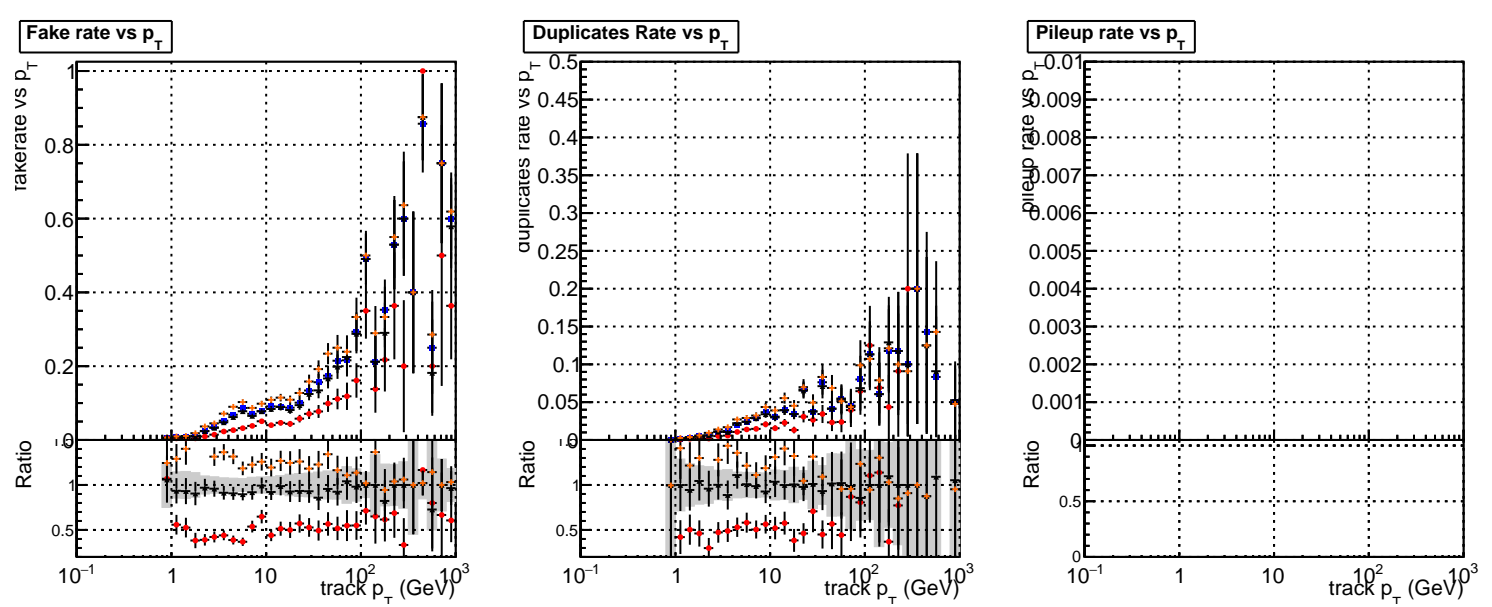 Fake rate vs p_T
fakerate vs p_T
1
0.8
0.6
0.4
0.2
0
Ratio
1
0.5
10^−1 1 10 10^2 10^3
track p_T (GeV)
Duplicates Rate vs p_T
duplicates rate vs p_T
0.5
0.45
0.4
0.35
0.3
0.25
0.2
0.15
0.1
0.05
0
Ratio
1
0.5
10^−1 1 10 10^2 10^3
track p_T (GeV)
Pileup rate vs p_T
pileup rate vs p_T
0.01
0.009
0.008
0.007
0.006
0.005
0.004
0.003
0.002
0.001
0
Ratio
1
0.5
0
10^−1 1 10 10^2 10^3
track p_T (GeV)